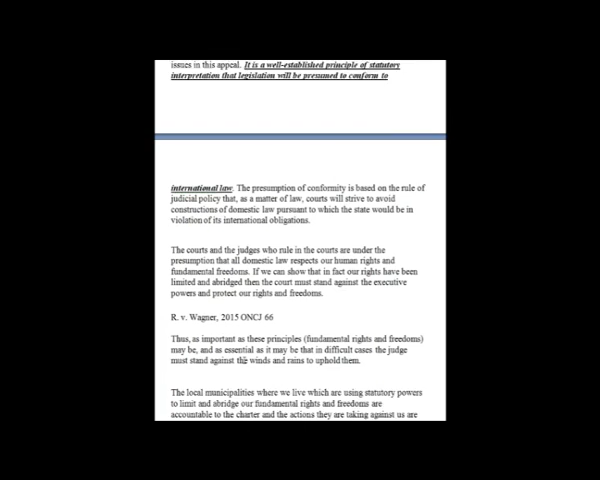 issues in this appeal. It is a well-established principle of statutory
interpretation that legislation will be presumed to conform to
international law. The presumption of conformity is based on the rule of
judicial policy that, as a matter of law, courts will strive to avoid
constructions of domestic law pursuant to which the state would be in
violation of its international obligations.
The courts and the judges who rule in the courts are under the
presumption that all domestic law respects our human rights and
fundamental freedoms. If we can show that in fact our rights have been
limited and abridged then the court must stand against the executive
powers and protect our rights and freedoms.
R. v. Wagner, 2015 ONCJ 66
Thus, as important as these principles (fundamental rights and freedoms)
may be, and as essential as it may be that in difficult cases the judge
must stand against the winds and rains to uphold them.
The local municipalities where we live which are using statutory powers
to limit and abridge our fundamental rights and freedoms are
accountable to the charter and the actions they are taking against us are